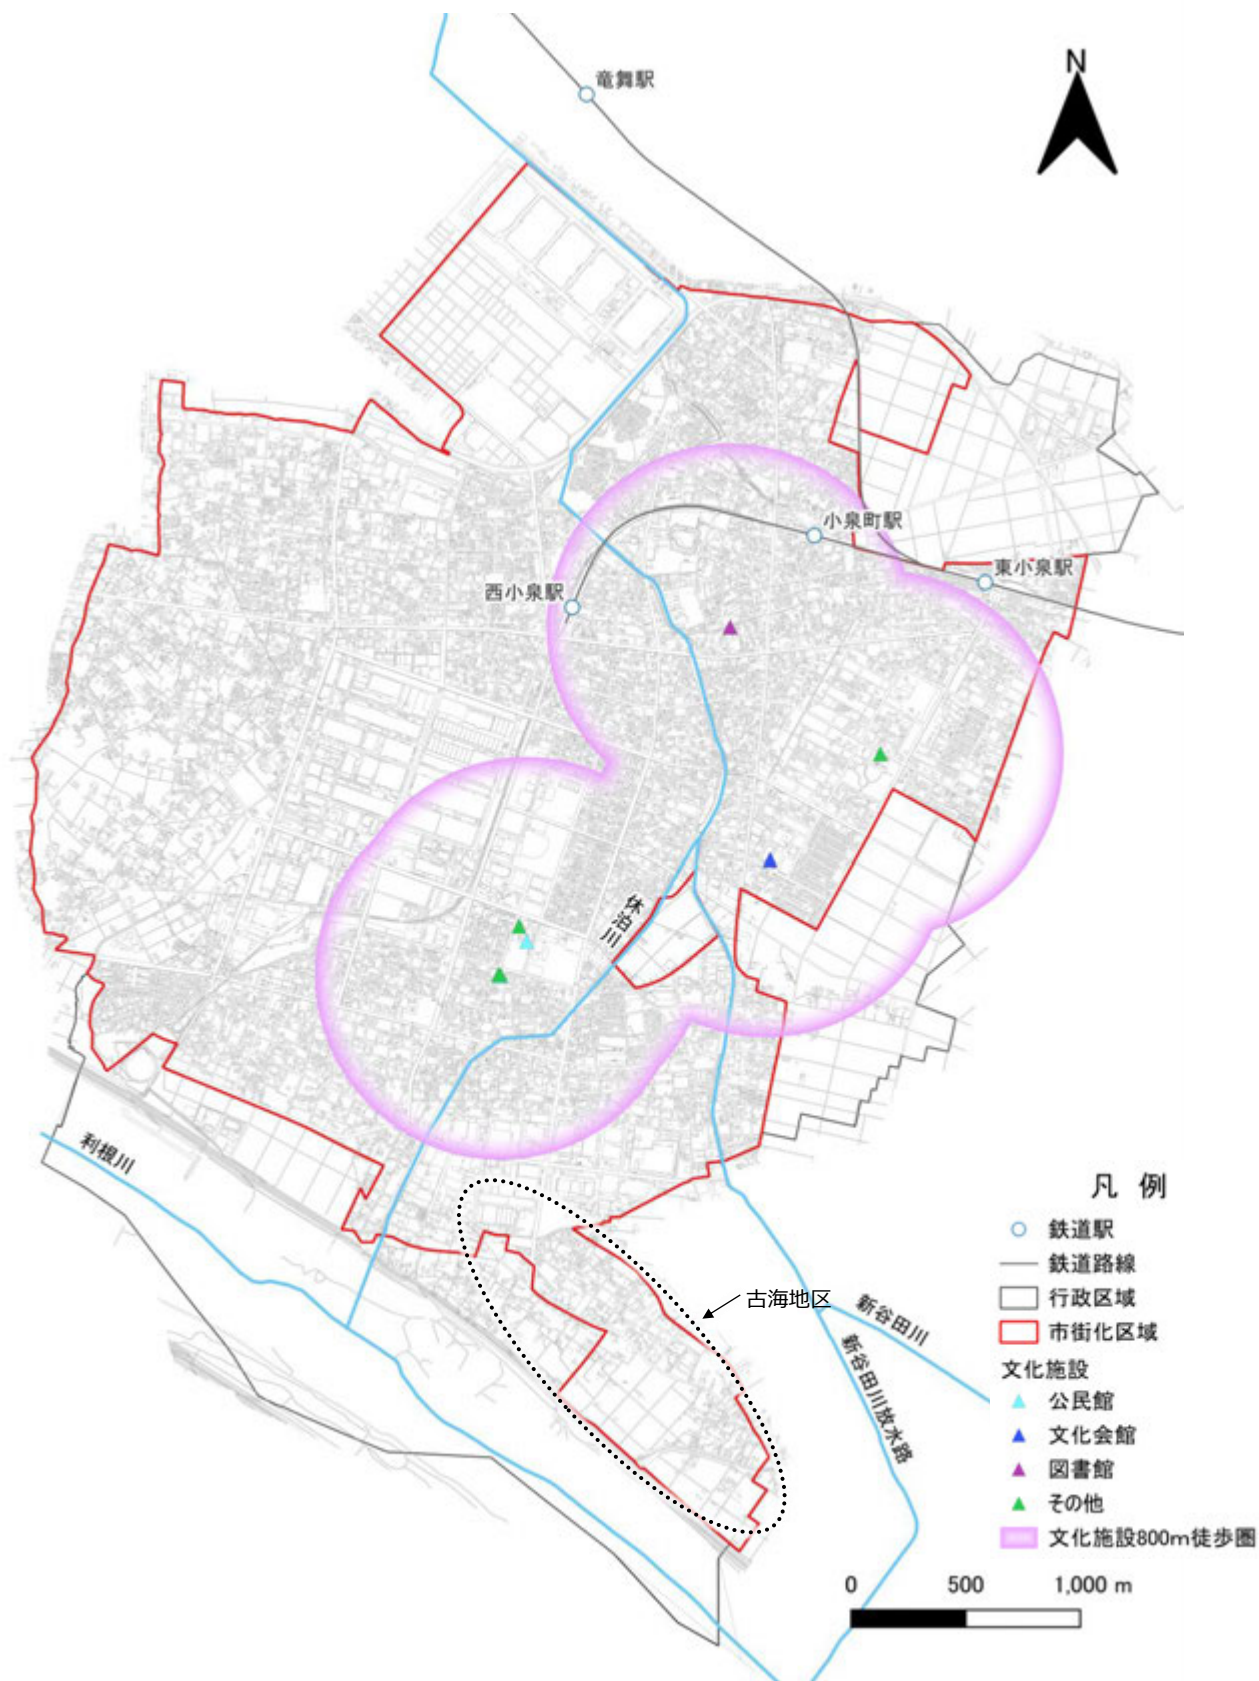 N
竜舞駅
小泉町駅
東小泉駅
西小泉駅
休泊川
利根川
古海地区
新谷田川
新谷田川放水路
凡 例
鉄道駅
鉄道路線
行政区域
市街化区域
文化施設
公民館
文化会館
図書館
その他
文化施設800m徒歩圏
0 500 1,000 m